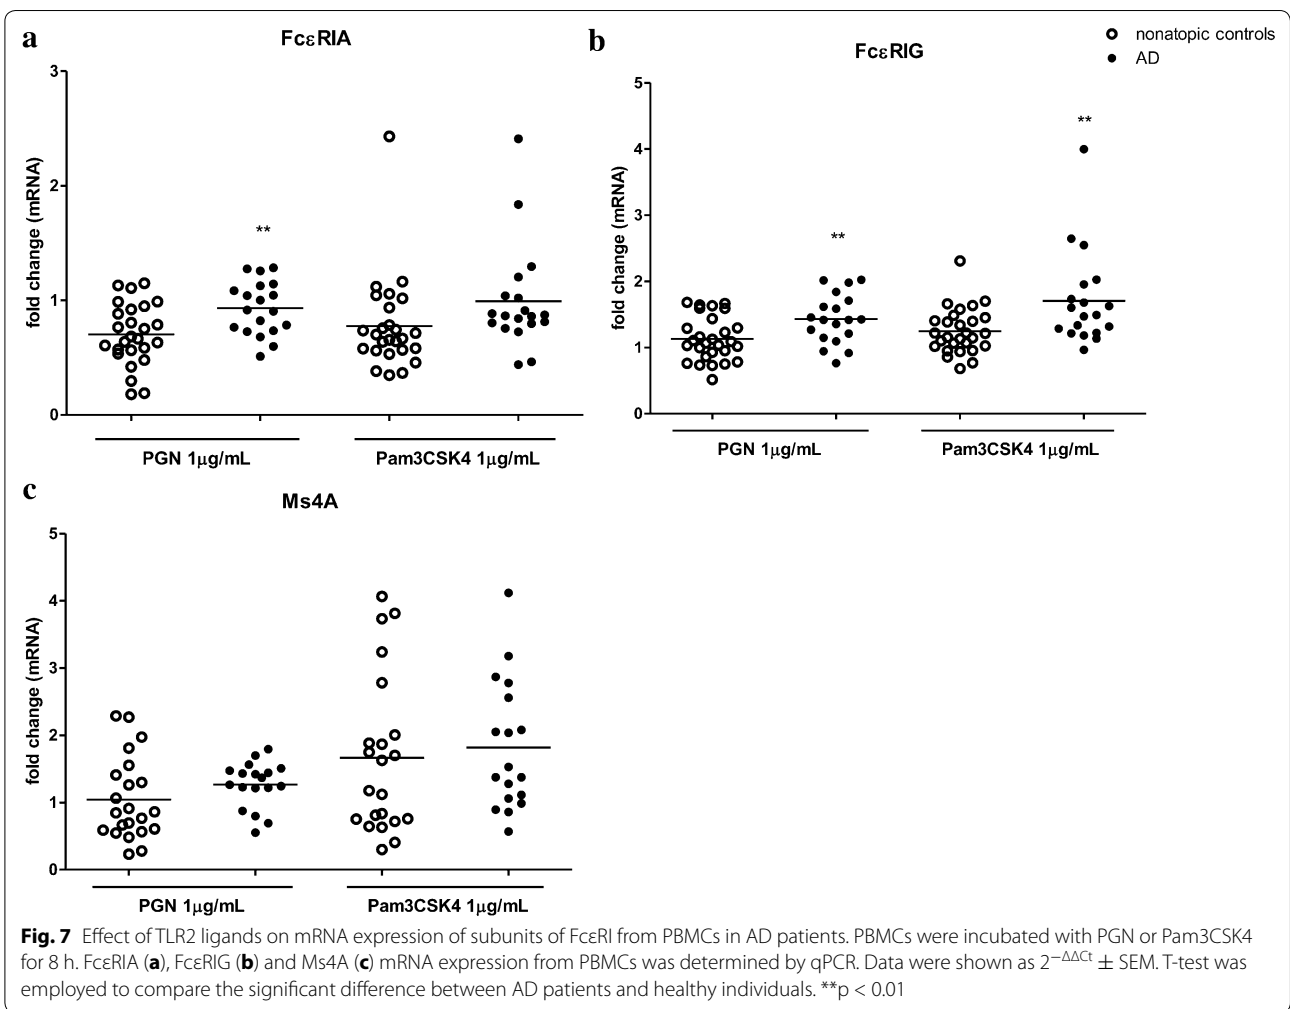 a
FcεRIA
3
2
1
0
fold change (mRNA)
**
PGN 1μg/mL
Pam3CSK4 1μg/mL
b
FcεRIG
nonatopic controls
AD
5
4
3
2
1
0
fold change (mRNA)
**
**
PGN 1μg/mL
Pam3CSK4 1μg/mL
c
Ms4A
5
4
3
2
1
0
fold change (mRNA)
PGN 1μg/mL
Pam3CSK4 1μg/mL
Fig. 7 Effect of TLR2 ligands on mRNA expression of subunits of FcεRI from PBMCs in AD patients. PBMCs were incubated with PGN or Pam3CSK4
for 8 h. FcεRIA (a), FcεRIG (b) and Ms4A (c) mRNA expression from PBMCs was determined by qPCR. Data were shown as 2−ΔΔCt ± SEM. T-test was
employed to compare the significant difference between AD patients and healthy individuals. **p < 0.01